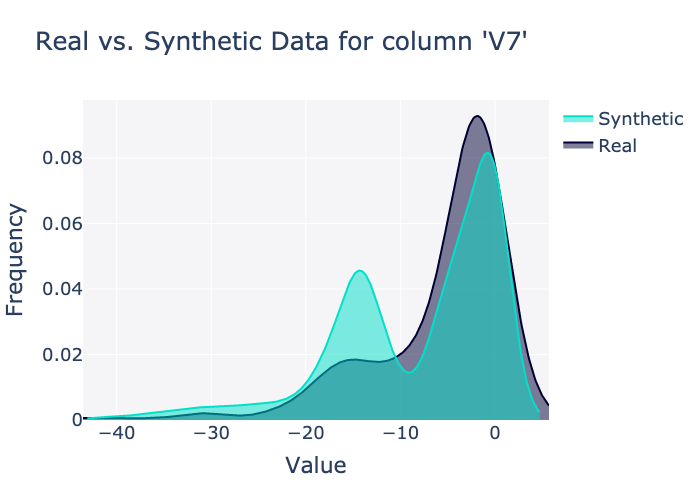 Real vs. Synthetic Data for column 'V7'
Synthetic
Real
0.08
0.06
0.04
0.02
0
Frequency
−40
−30
−20
−10
0
Value